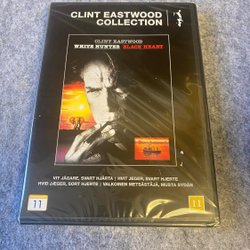 CLINT EASTWOOD
COLLECTION
CLINT EASTWOOD
WHITE HUNTER BLACK HEART
VIT JÄGARE, SVART HJÄRTA | HVIT JEGER, SVART HJERTE
HVID JÆGER, SORT HJERTE | VALKOINEN METSÄSTÄJÄ, MUSTA SYDÄN
11
11